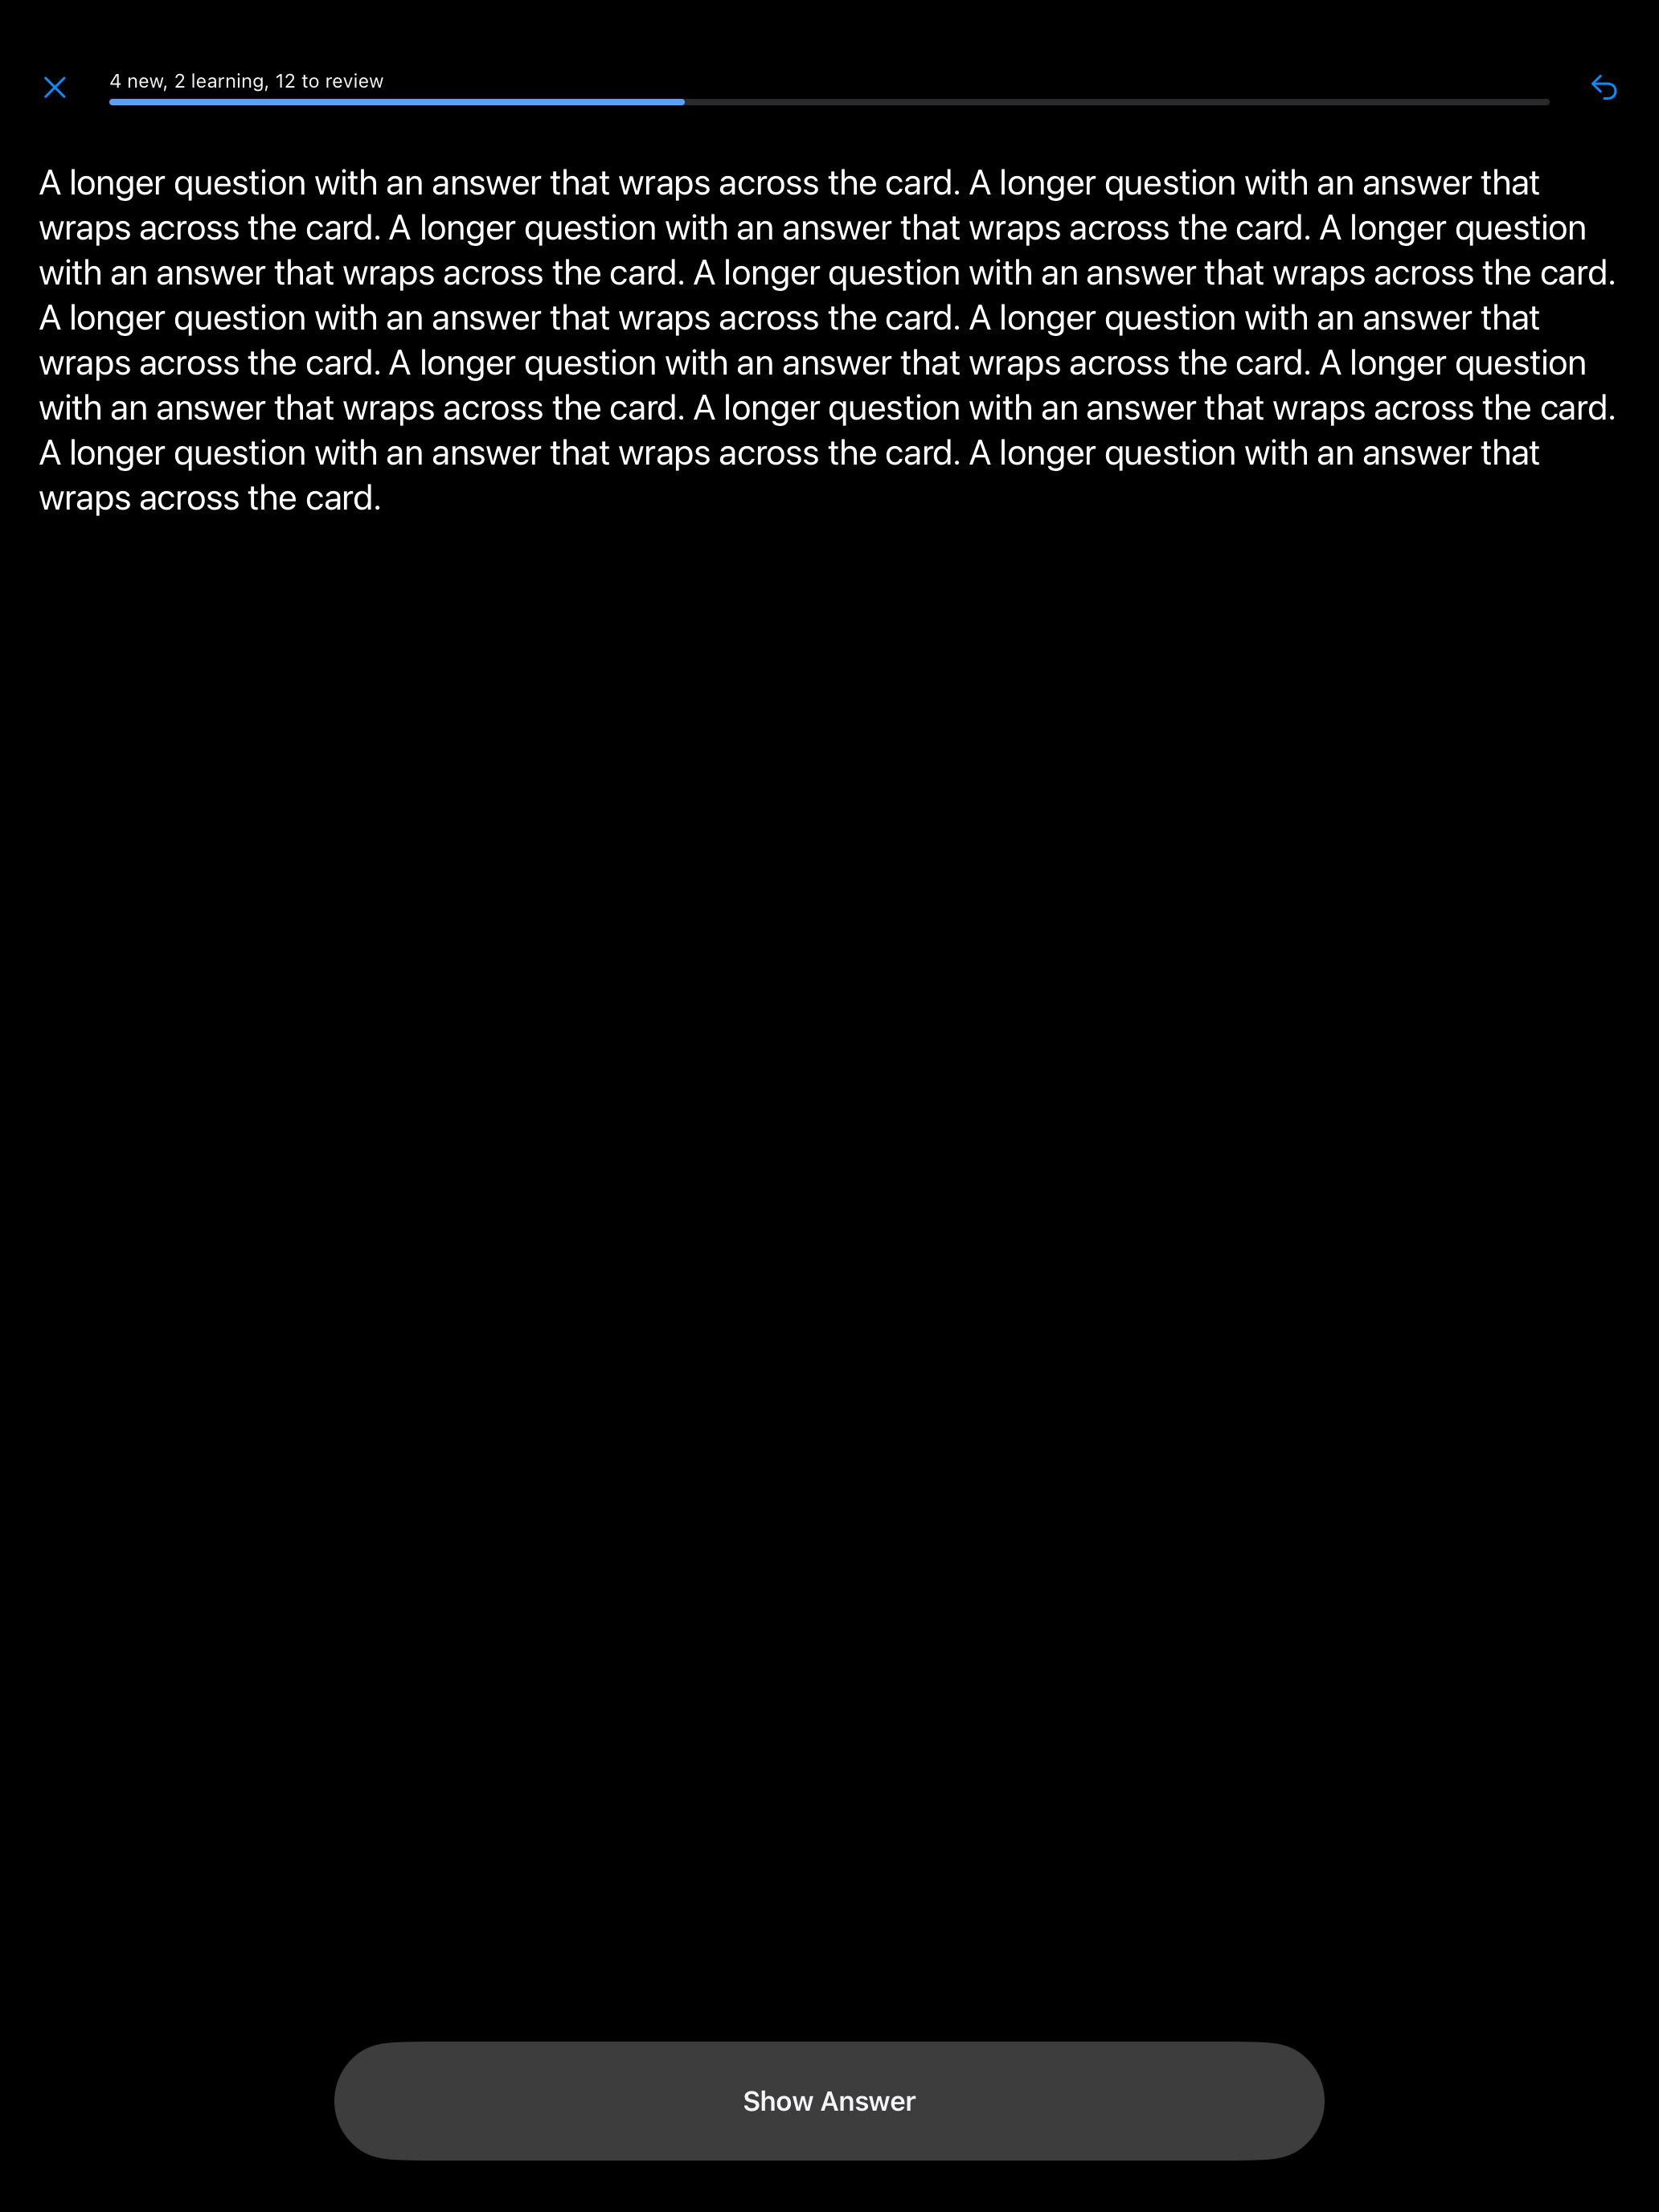 4 new, 2 learning, 12 to review
A longer question with an answer that wraps across the card. A longer question with an answer that
wraps across the card. A longer question with an answer that wraps across the card. A longer question
with an answer that wraps across the card. A longer question with an answer that wraps across the card.
A longer question with an answer that wraps across the card. A longer question with an answer that
wraps across the card. A longer question with an answer that wraps across the card. A longer question
with an answer that wraps across the card. A longer question with an answer that wraps across the card.
A longer question with an answer that wraps across the card. A longer question with an answer that
wraps across the card.
Show Answer